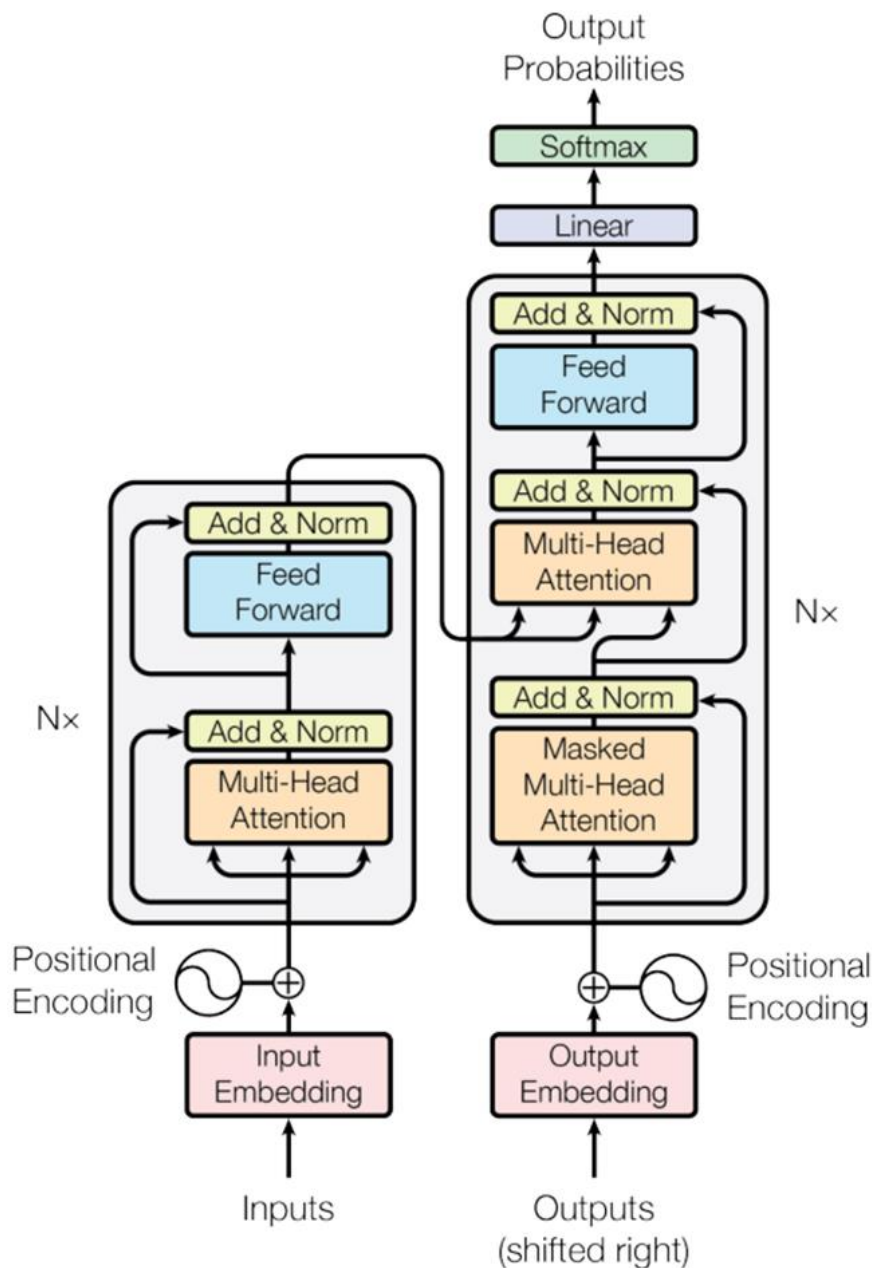 Output
Probabilities
Softmax
Linear
Add & Norm
Feed
Forward
Add & Norm
Multi-Head
Attention
Add & Norm
Masked
Multi-Head
Attention
Nx
Add & Norm
Feed
Forward
Add & Norm
Multi-Head
Attention
Nx
Positional
Encoding
Positional
Encoding
Input
Embedding
Output
Embedding
Inputs
Outputs
(shifted right)